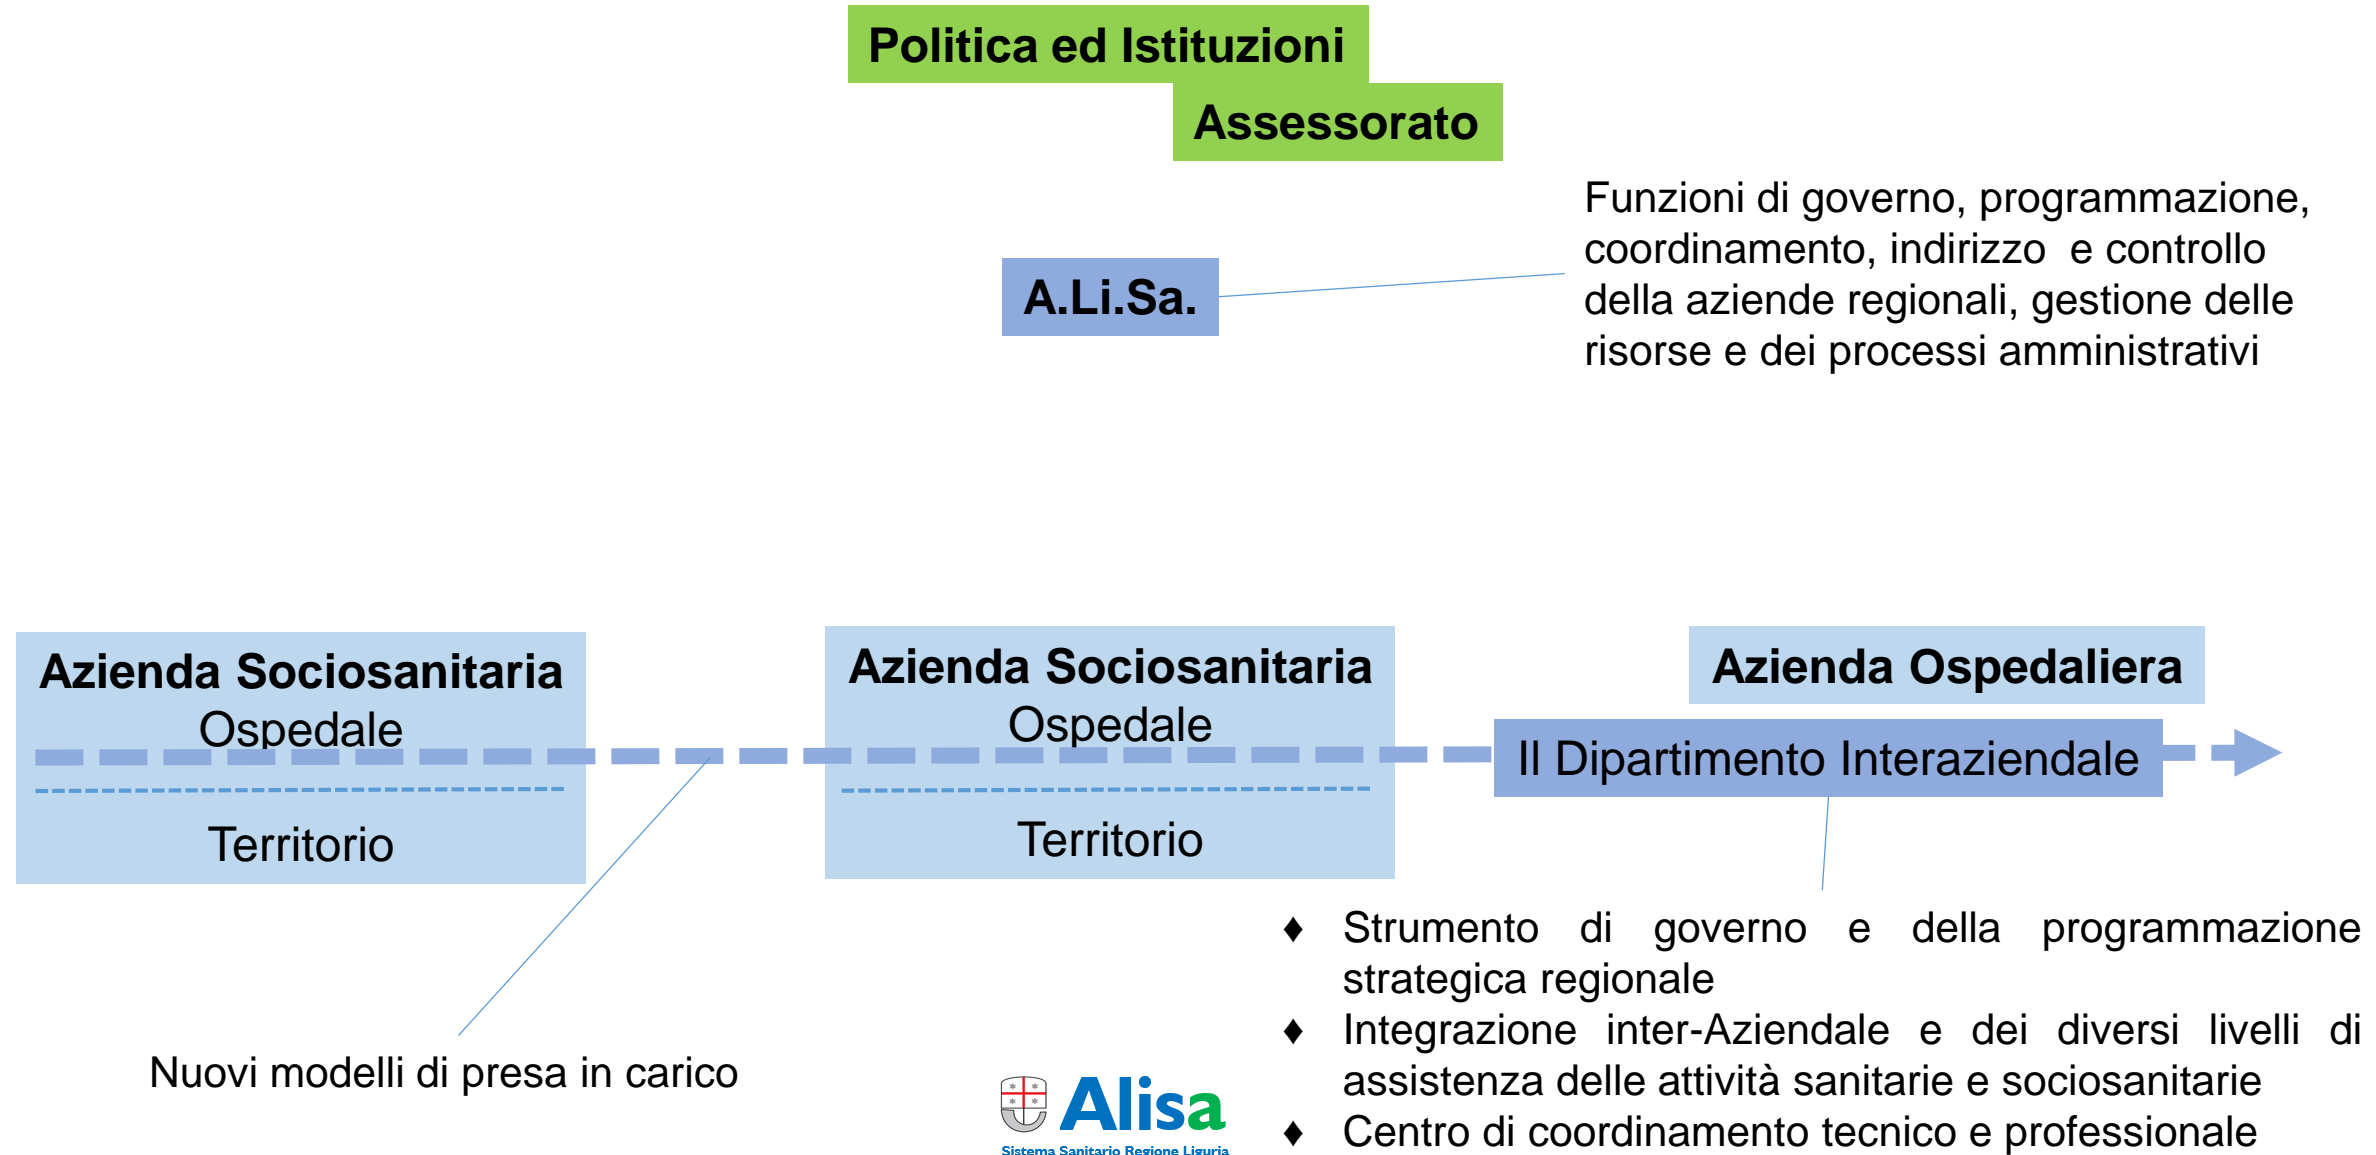 Politica ed Istituzioni
Assessorato
Funzioni di governo, programmazione,
coordinamento, indirizzo e controllo
della aziende regionali, gestione delle
risorse e dei processi amministrativi
A.Li.Sa.
Azienda Sociosanitaria
Ospedale
Territorio
Azienda Sociosanitaria
Ospedale
Territorio
Azienda Ospedaliera
Il Dipartimento Interaziendale
Nuovi modelli di presa in carico
♦ Strumento di governo e della programmazione
strategica regionale
♦ Integrazione inter-Aziendale e dei diversi livelli di
assistenza delle attività sanitarie e sociosanitarie
♦ Centro di coordinamento tecnico e professionale
Alisa
Sistema Sanitario Regione Liguria